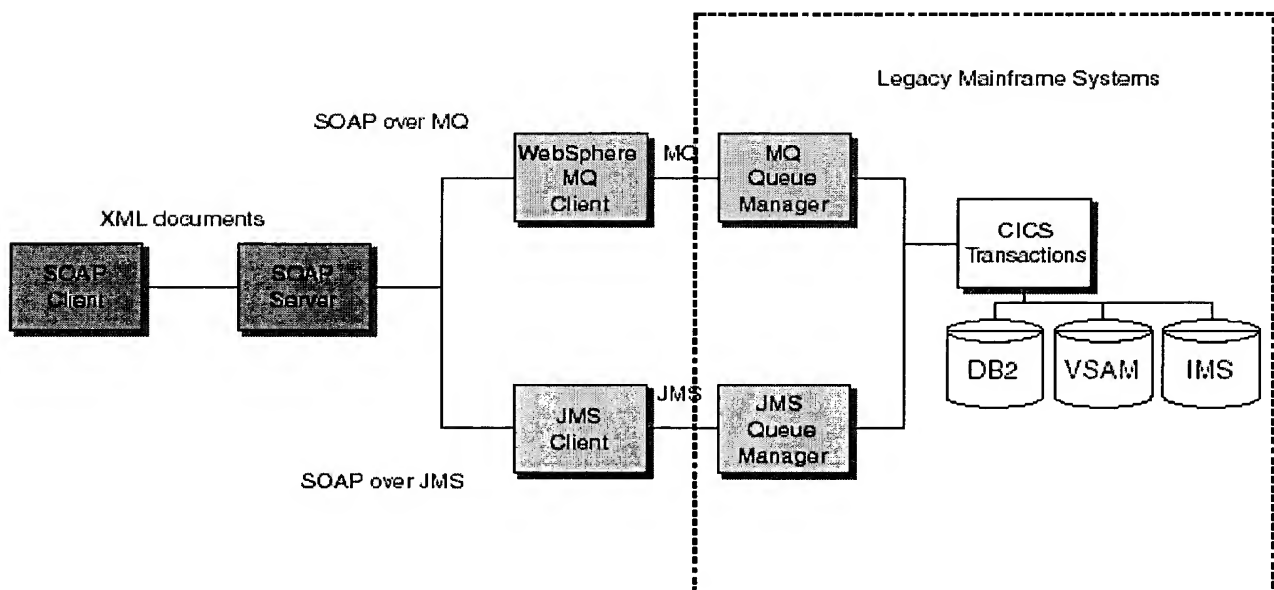 Legacy Mainframe Systems
SOAP over MQ
WebSphere
MQ
Client
MQ
MQ
Queue
Manager
XML documents
SOAP
Client
SOAP
Server
CICS
Transactions
DB2
VSAM
IMS
JMS
Client
JMS
JMS
Queue
Manager
SOAP over JMS